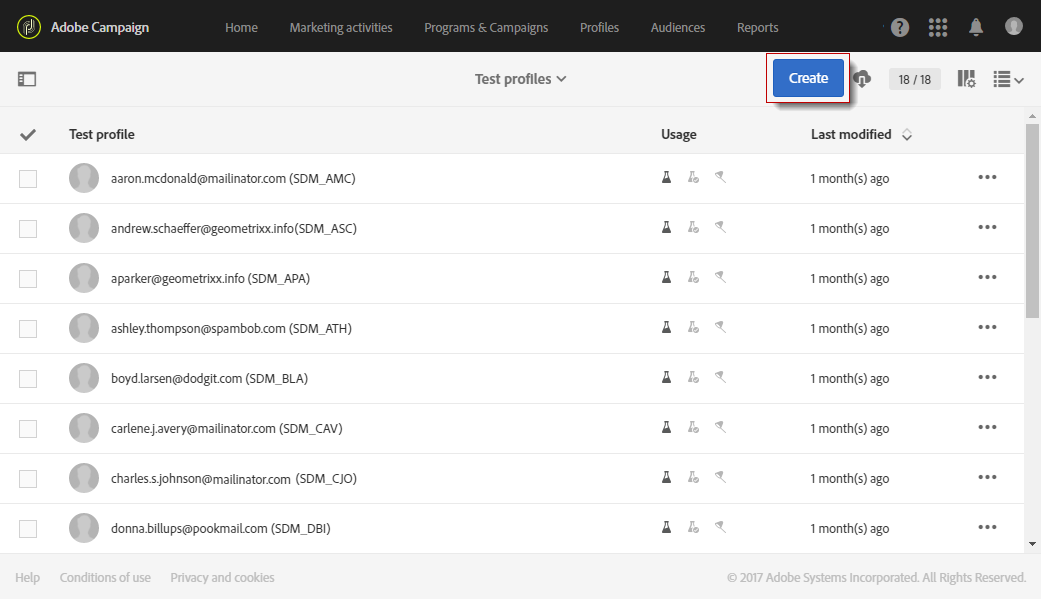 Adobe Campaign Home Marketing activities Programs & Campaigns Profiles Audiences Reports ?
Test profiles Create 18 / 18
Test profile Usage Last modified
aaron.mcdonald@mailinator.com (SDM_AMC) 1 month(s) ago
andrew.schaeffer@geometrixx.info(SDM_ASC) 1 month(s) ago
aparker@geometrixx.info (SDM_APA) 1 month(s) ago
ashley.thompson@spambob.com (SDM_ATH) 1 month(s) ago
boyd.larsen@dodgit.com (SDM_BLA) 1 month(s) ago
carlene.j.avery@mailinator.com (SDM_CAV) 1 month(s) ago
charles.s.johnson@mailinator.com (SDM_CJO) 1 month(s) ago
donna.billups@pookmail.com (SDM_DBI) 1 month(s) ago
Help Conditions of use Privacy and cookies © 2017 Adobe Systems Incorporated. All Rights Reserved.